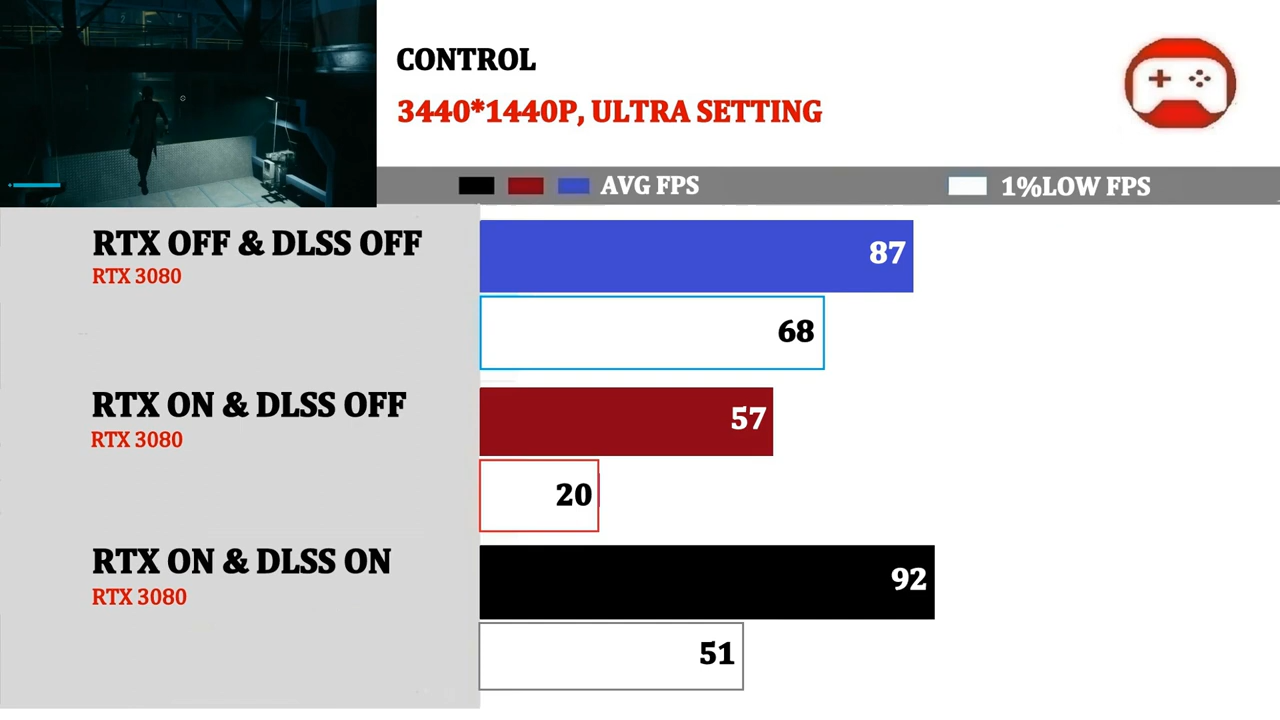 CONTROL
3440*1440P, ULTRA SETTING
AVG FPS
1%LOW FPS
RTX OFF & DLSS OFF
RTX 3080
87
68
RTX ON & DLSS OFF
RTX 3080
57
20
RTX ON & DLSS ON
RTX 3080
92
51